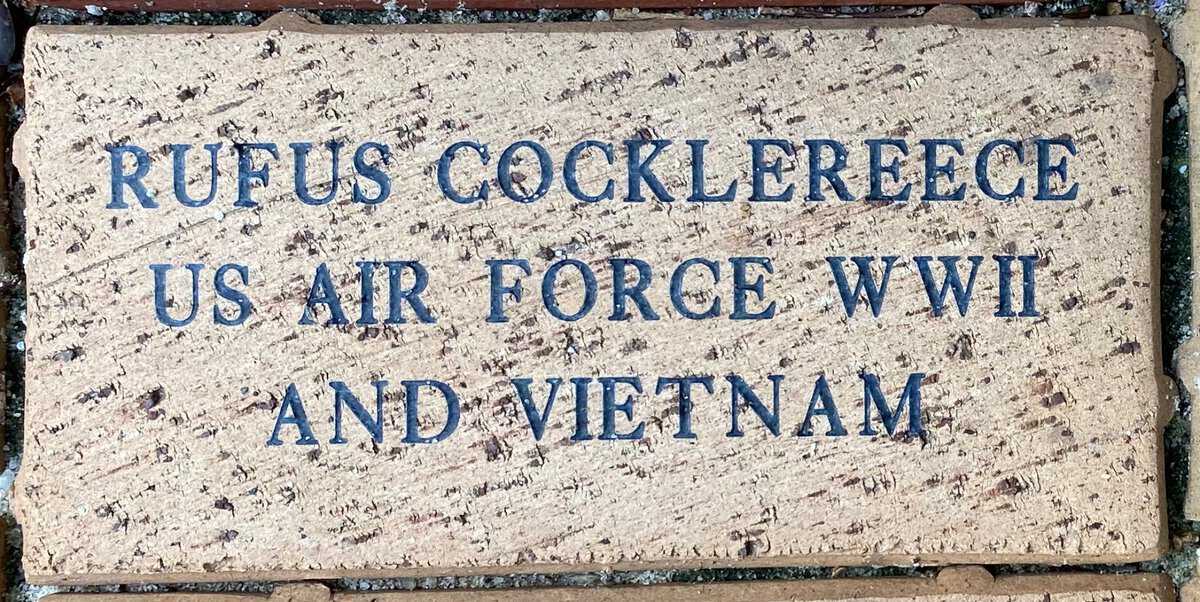 RUFUS COCKLEREECE
US AIR FORCE WWII
AND VIETNAM